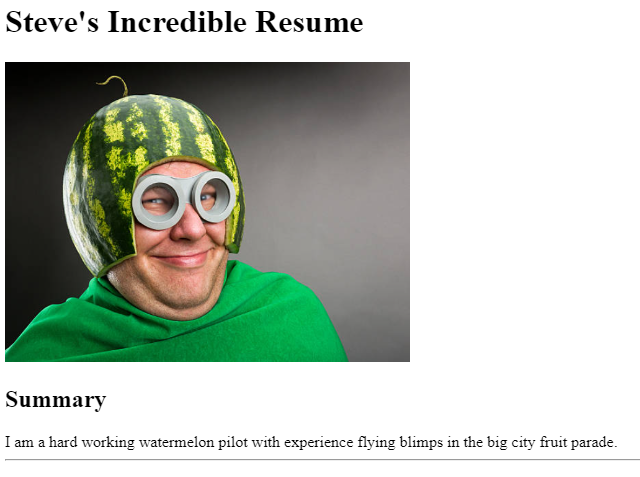 Steve's Incredible Resume
Summary
I am a hard working watermelon pilot with experience flying blimps in the big city fruit parade.